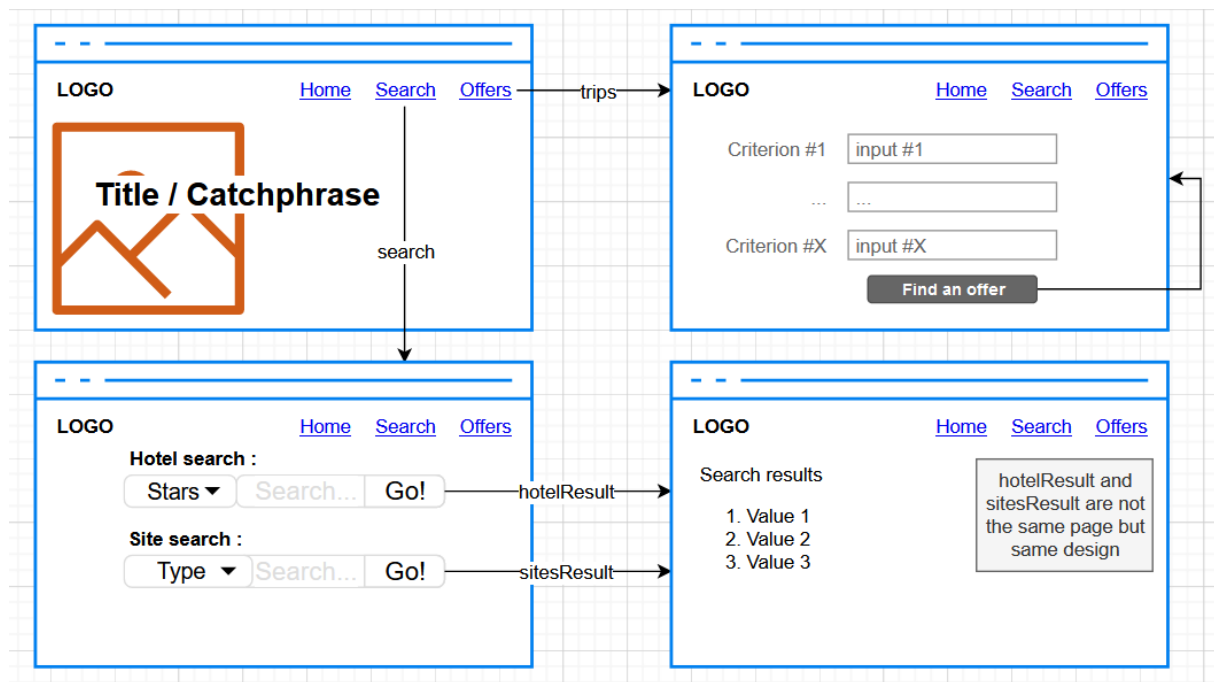 LOGO Home Search Offers
trips
Title / Catchphrase
search
LOGO Home Search Offers
Criterion #1 input #1
... ...
Criterion #X input #X
Find an offer
LOGO Home Search Offers
Hotel search :
Stars Search... Go!
hotelResult
Site search :
Type Search... Go!
sitesResult
LOGO Home Search Offers
Search results
1. Value 1
2. Value 2
3. Value 3
hotelResult and
sitesResult are not
the same page but
same design